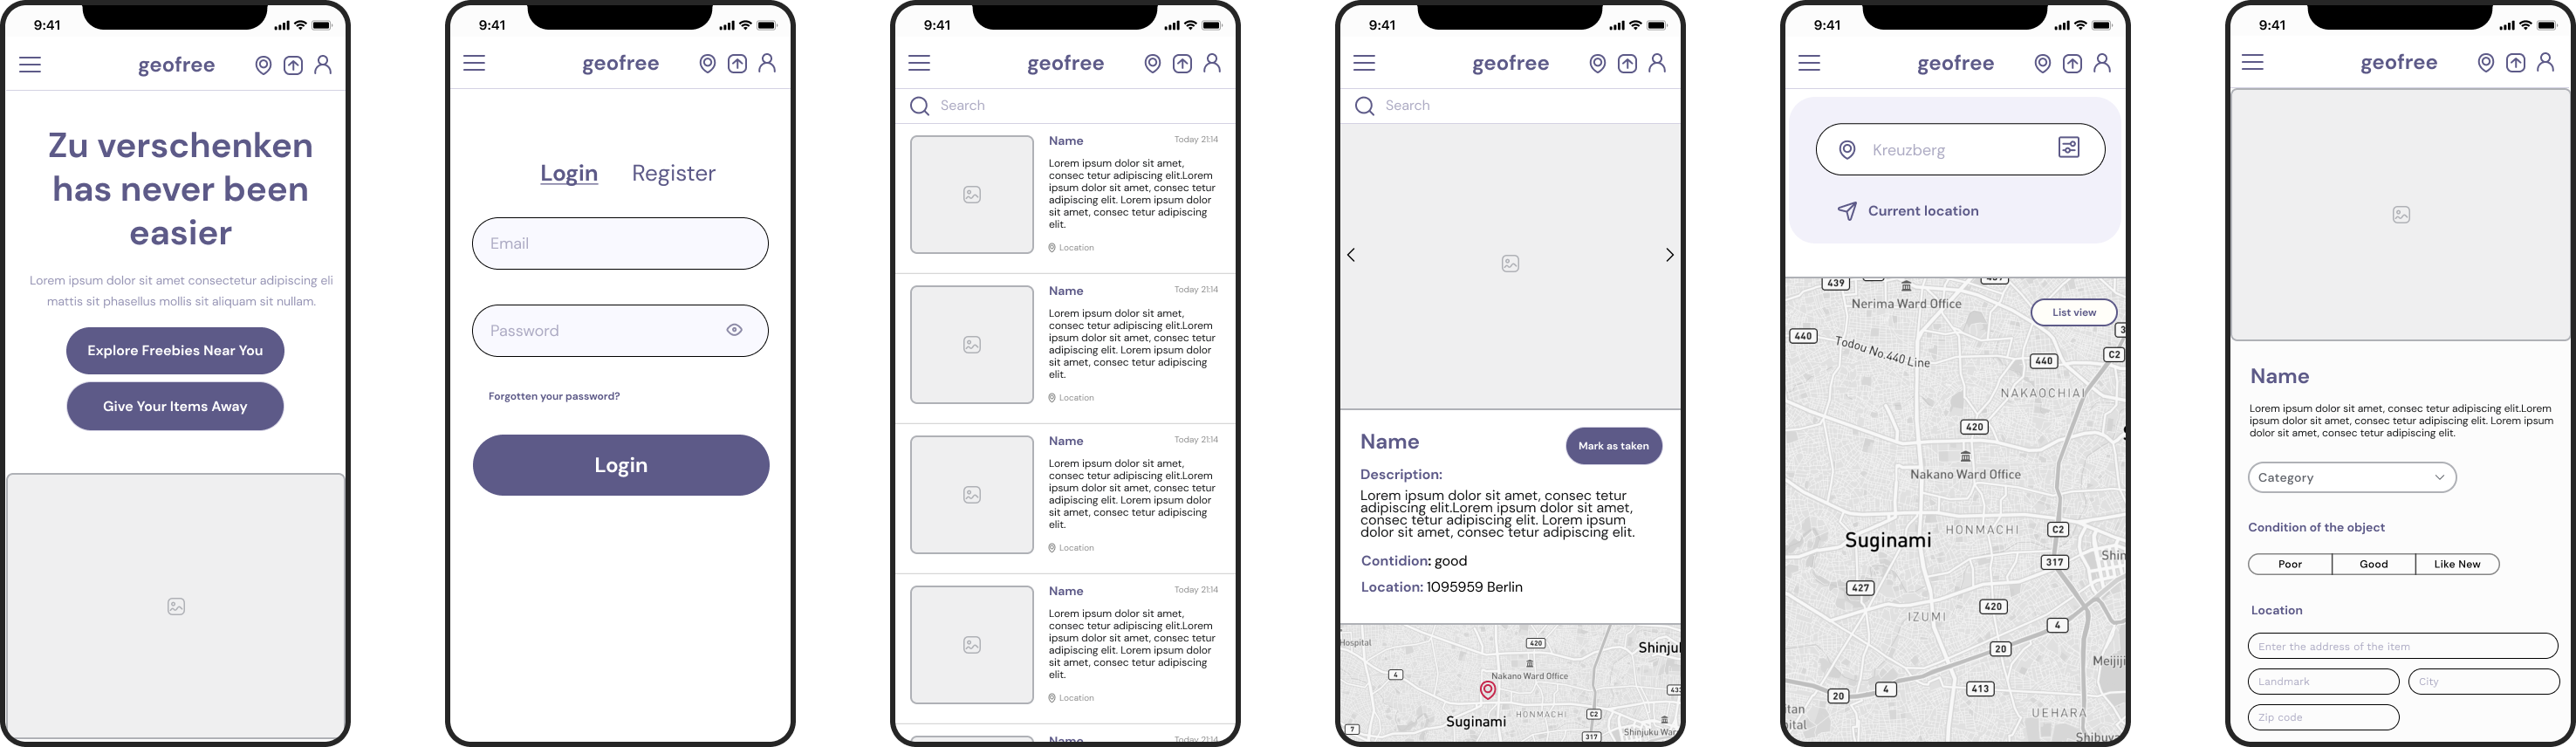 9:41
geofree
Zu verschenken
has never been
easier
Lorem ipsum dolor sit amet consectetur adipiscing eli
mattis sit phasellus mollis sit aliquam sit nullam.
Explore Freebies Near You
Give Your Items Away
9:41
geofree
Login Register
Email
Password
Forgotten your password?
Login
9:41
geofree
Search
Name Today 21:14
Lorem ipsum dolor sit amet,
consec tetur adipiscing elit.Lorem
ipsum dolor sit amet, consec tetur
adipiscing elit. Lorem ipsum dolor
sit amet, consec tetur adipiscing
elit.
Location
Name Today 21:14
Lorem ipsum dolor sit amet,
consec tetur adipiscing elit.Lorem
ipsum dolor sit amet, consec tetur
adipiscing elit. Lorem ipsum dolor
sit amet, consec tetur adipiscing
elit.
Location
Name Today 21:14
Lorem ipsum dolor sit amet,
consec tetur adipiscing elit.Lorem
ipsum dolor sit amet, consec tetur
adipiscing elit. Lorem ipsum dolor
sit amet, consec tetur adipiscing
elit.
Location
Name Today 21:14
Lorem ipsum dolor sit amet,
consec tetur adipiscing elit.Lorem
ipsum dolor sit amet, consec tetur
adipiscing elit. Lorem ipsum dolor
sit amet, consec tetur adipiscing
elit.
Location
Name Today 21:14
9:41
geofree
Search
Name
Mark as taken
Description:
Lorem ipsum dolor sit amet, consec tetur
adipiscing elit.Lorem ipsum dolor sit amet,
consec tetur adipiscing elit. Lorem ipsum
dolor sit amet, consec tetur adipiscing elit.
Contidion: good
Location: 1095959 Berlin
Hospital
420
Shinjul
4
Nakano Ward Office
Suginami
HONMACHI
C2
7
317
Shinjuku War
9:41
geofree
Kreuzberg
Current location
439
Nerima Ward Office
List view
440
Todou No.440 Line
440
C2
NAKAOCHIAI
420
Nakano Ward Office
Suginami
HONMACHI
C2
317
Shin
427
IZUMI
420
4
20
Meijiji
20
4
413
UEHARA
Shibuya
9:41
geofree
Name
Lorem ipsum dolor sit amet, consec tetur adipiscing elit.Lorem
ipsum dolor sit amet, consec tetur adipiscing elit. Lorem ipsum
dolor sit amet, consec tetur adipiscing elit.
Category
Condition of the object
Poor Good Like New
Location
Enter the address of the item
Landmark City
Zip code